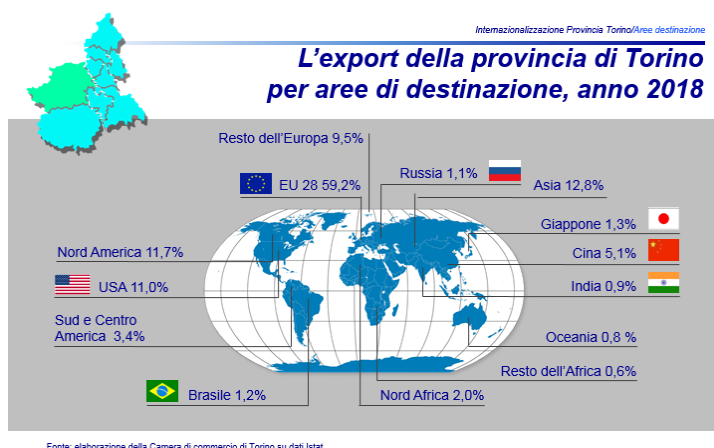 Internazionalizzazione Provincia Torino/Aree destinazione
L'export della provincia di Torino
per aree di destinazione, anno 2018
Resto dell'Europa 9,5%
EU 28 59,2%
Russia 1,1%
Asia 12,8%
Giappone 1,3%
Nord America 11,7%
Cina 5,1%
USA 11,0%
India 0,9%
Sud e Centro
America 3,4%
Oceania 0,8 %
Resto dell'Africa 0,6%
Brasile 1,2%
Nord Africa 2,0%
Fonte: elaborazione della Camera di commercio di Torino su dati Istat